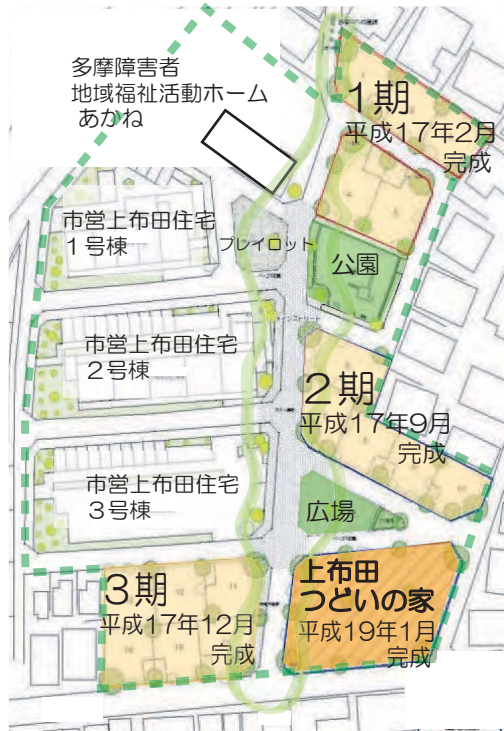 多摩障害者
地域福祉活動ホーム
あかね
1期
平成17年2月
完成
市営上布田住宅
1号棟
プレイロット
公園
市営上布田住宅
2号棟
2期
平成17年9月
完成
市営上布田住宅
3号棟
広場
3期
平成17年12月
完成
上布田
つどいの家
平成19年1月
完成